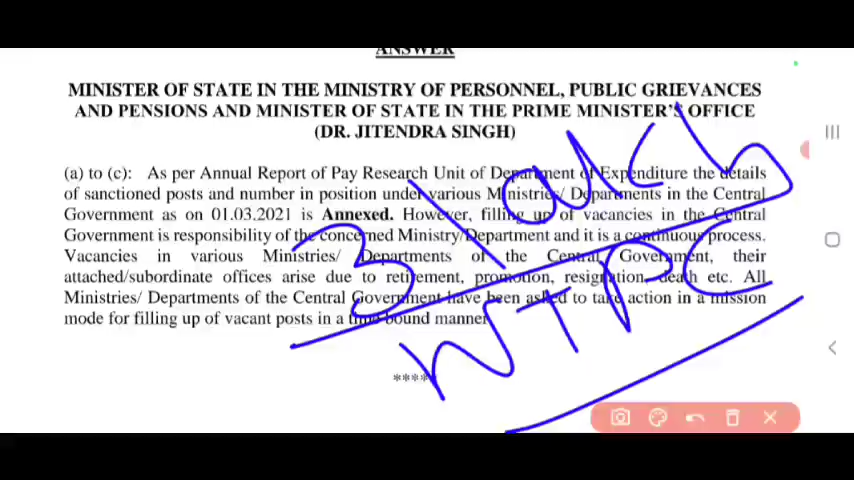 ANSWER
MINISTER OF STATE IN THE MINISTRY OF PERSONNEL, PUBLIC GRIEVANCES
AND PENSIONS AND MINISTER OF STATE IN THE PRIME MINISTER'S OFFICE
(DR. JITENDRA SINGH)
(a) to (c): As per Annual Report of Pay Research Unit of Department of Expenditure the details
of sanctioned posts and number in position under various Ministries/ Departments in the Central
Government as on 01.03.2021 is Annexed. However, filling up of vacancies in the Central
Government is responsibility of the concerned Ministry/Department and it is a continuous process.
Vacancies in various Ministries/ Departments of the Central Government, their
attached/subordinate offices arise due to retirement, promotion, resignation, death etc. All
Ministries/ Departments of the Central Government have been asked to take action in a mission
mode for filling up of vacant posts in a time bound manner
*****
3 lakh
NTPC